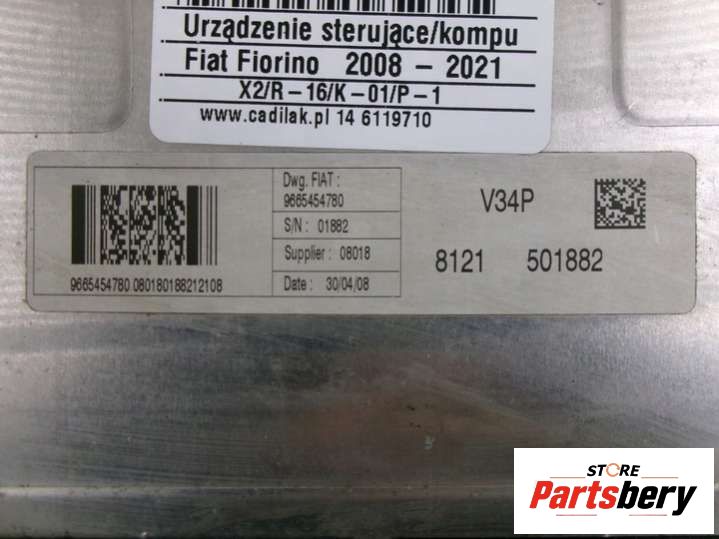 Urządzenie sterujące/kompu
Fiat Fiorino 2008 - 2021
X2/R-16/K-01/P-1
www.cadilak.pl 14 6119710
Dwg. FIAT :
9665454780
S/N : 01882
Supplier : 08018
Date : 30/04/08
9665454780 080180188212108
V34P
8121 501882
STORE
Partsbery